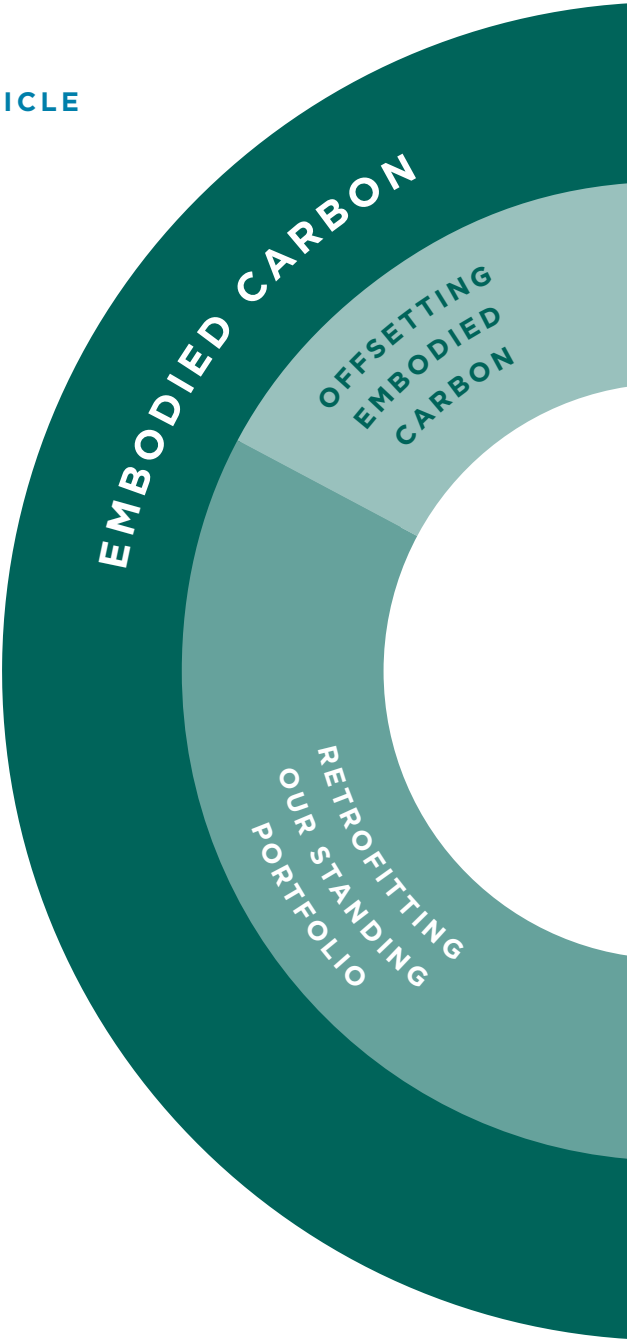 ICLE
EMBODIED CARBON
OFFSETTING
EMBODIED
CARBON
RETROFITTING
OUR STANDING
PORTFOLIO